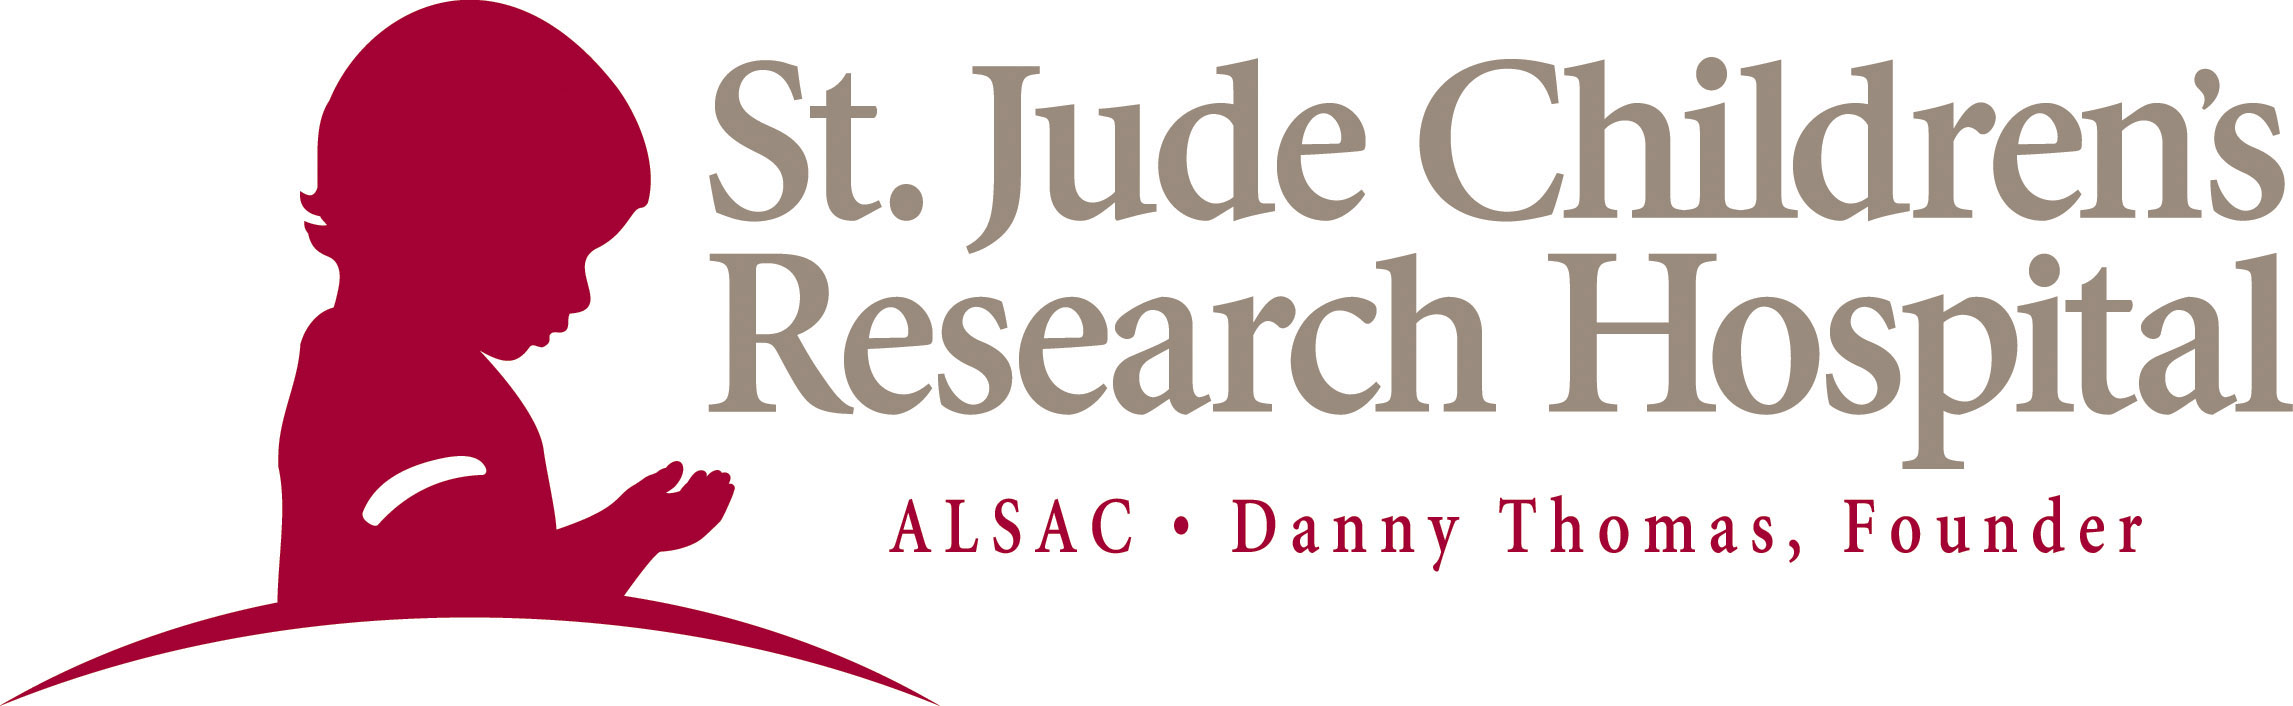 St. Jude Children’s
Research Hospital
ALSAC • Danny Thomas, Founder